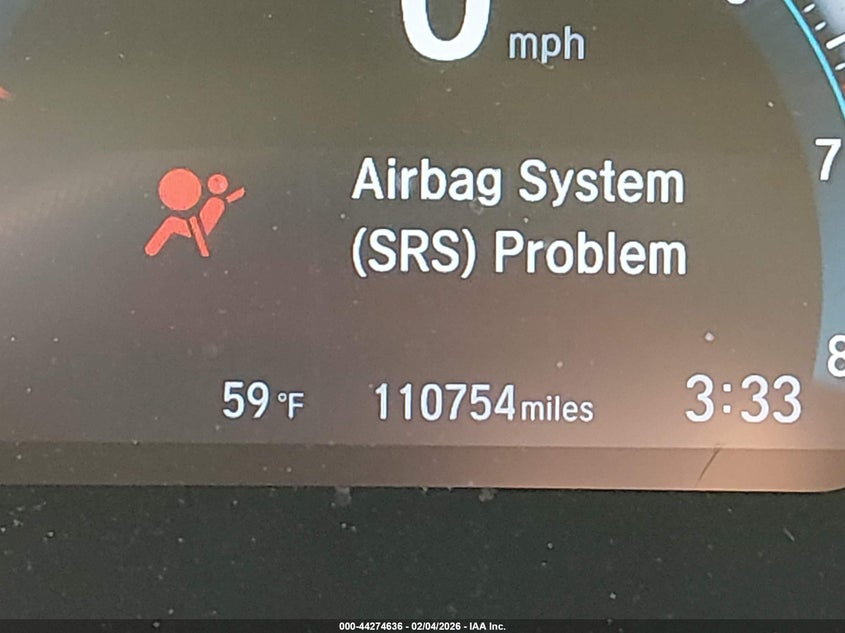 0 mph
7
Airbag System
(SRS) Problem
8
59 °F 110754 miles 3:33
000-44274636 - 02/04/2026 - IAA Inc.